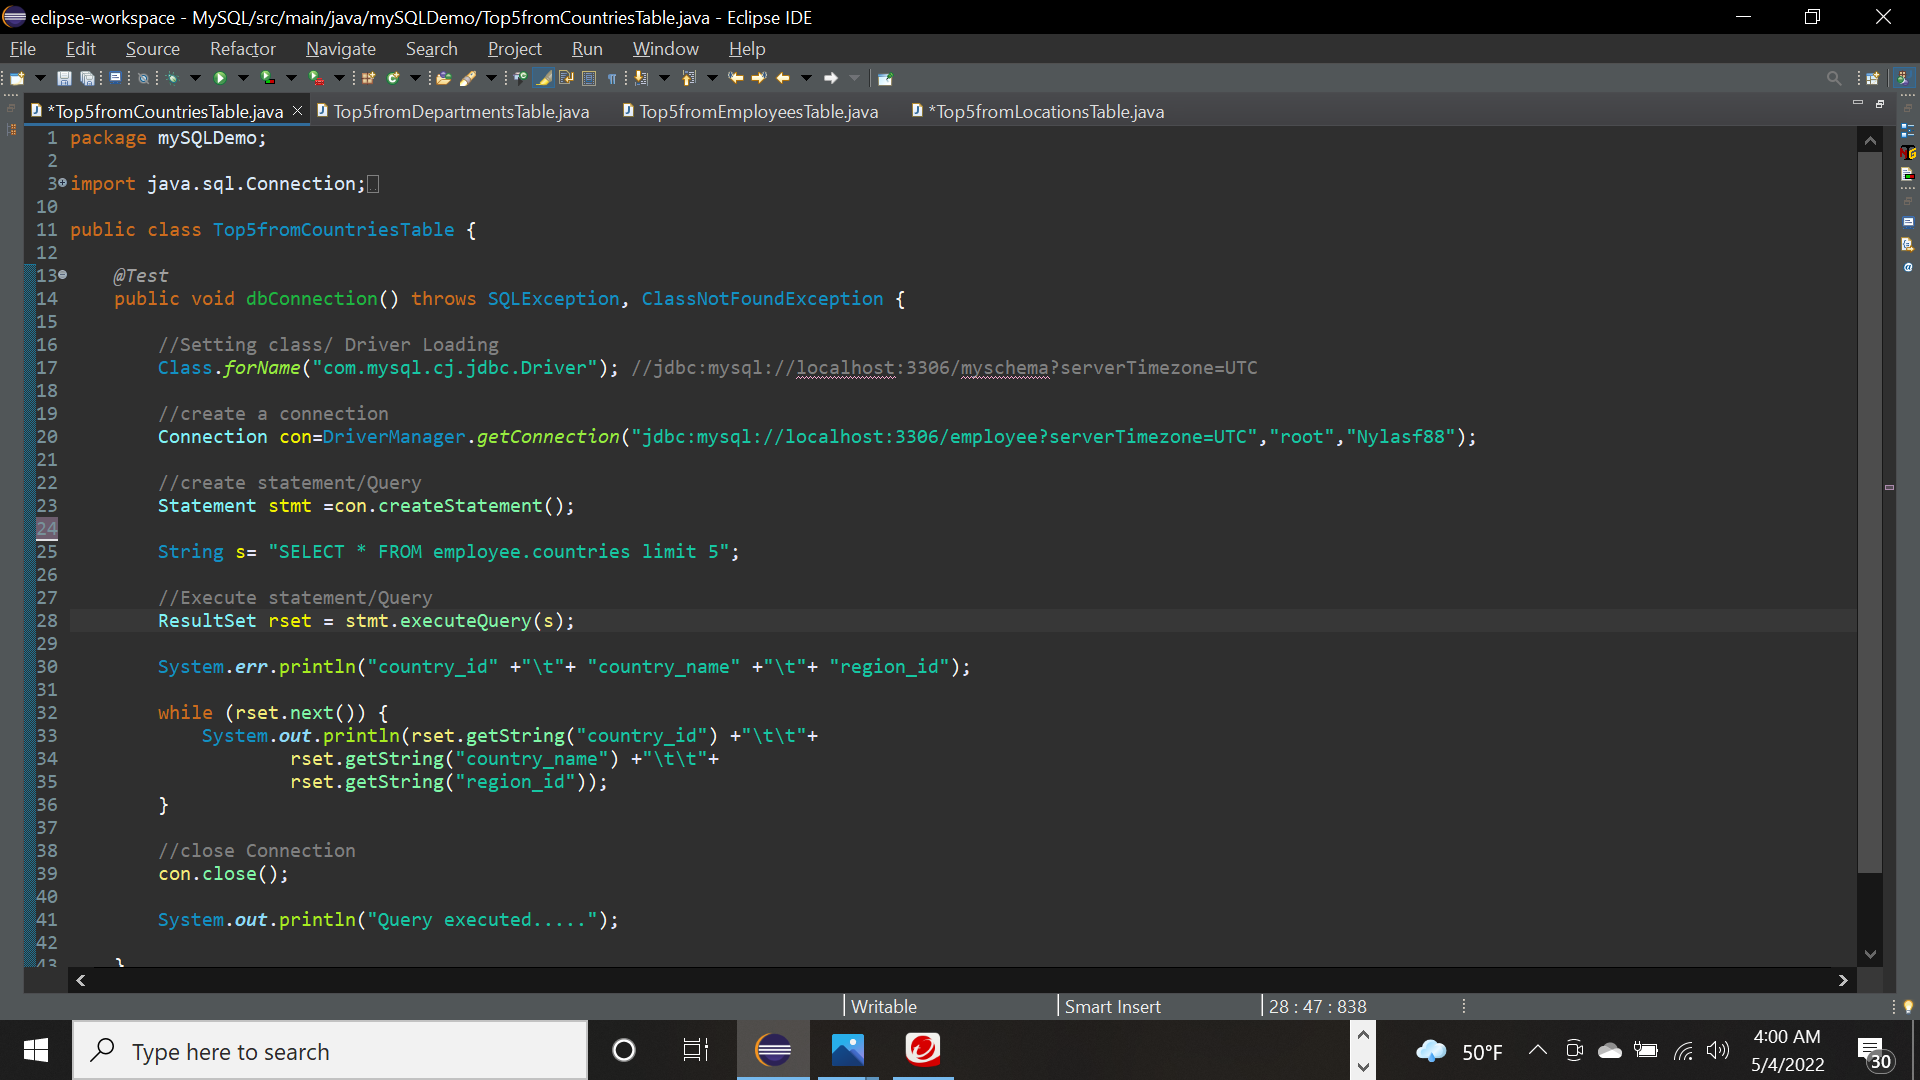 eclipse-workspace - MySQL/src/main/java/mySQLDemo/Top5fromCountriesTable.java - Eclipse IDE
File Edit Source Refactor Navigate Search Project Run Window Help
*Top5fromCountriesTable.java Top5fromDepartmentsTable.java Top5fromEmployeesTable.java *Top5fromLocationsTable.java
1 package mySQLDemo;
2
3 import java.sql.Connection;
10
11 public class Top5fromCountriesTable {
12
13 @Test
14 public void dbConnection() throws SQLException, ClassNotFoundException {
15
16 //Setting class/ Driver Loading
17 Class.forName("com.mysql.cj.jdbc.Driver"); //jdbc:mysql://localhost:3306/myschema?serverTimezone=UTC
18
19 //create a connection
20 Connection con=DriverManager.getConnection("jdbc:mysql://localhost:3306/employee?serverTimezone=UTC","root","Nylasf88");
21
22 //create statement/Query
23 Statement stmt =con.createStatement();
24
25 String s= "SELECT * FROM employee.countries limit 5";
26
27 //Execute statement/Query
28 ResultSet rset = stmt.executeQuery(s);
29
30 System.err.println("country_id" +"\t"+ "country_name" +"\t"+ "region_id");
31
32 while (rset.next()) {
33 System.out.println(rset.getString("country_id") +"\t\t"+
34 rset.getString("country_name") +"\t\t"+
35 rset.getString("region_id"));
36 }
37
38 //close Connection
39 con.close();
40
41 System.out.println("Query executed.....");
42
43 }
Writable Smart Insert 28 : 47 : 838
Type here to search
50°F
4:00 AM
5/4/2022
30